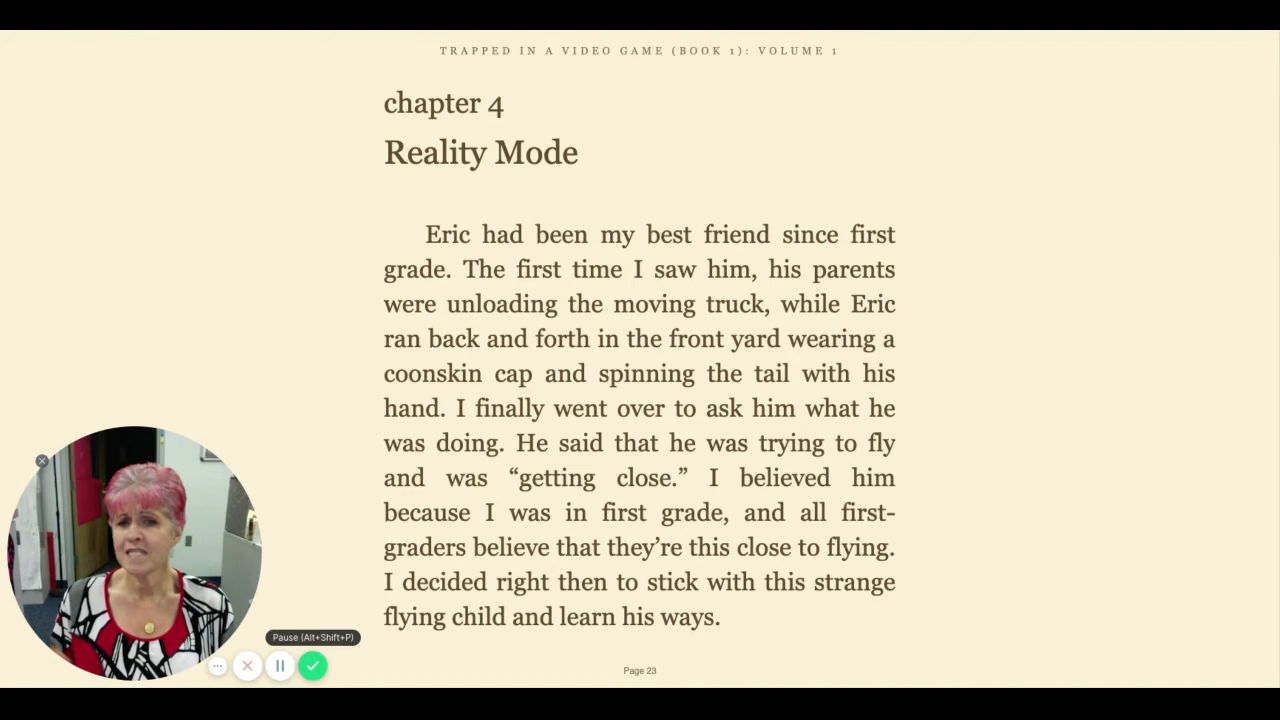 TRAPPED IN A VIDEO GAME (BOOK 1): VOLUME 1
chapter 4
Reality Mode
Eric had been my best friend since first
grade. The first time I saw him, his parents
were unloading the moving truck, while Eric
ran back and forth in the front yard wearing a
coonskin cap and spinning the tail with his
hand. I finally went over to ask him what he
was doing. He said that he was trying to fly
and was “getting close.” I believed him
because I was in first grade, and all first-
graders believe that they’re this close to flying.
I decided right then to stick with this strange
flying child and learn his ways.
Pause (Alt+Shift+P)
Page 23